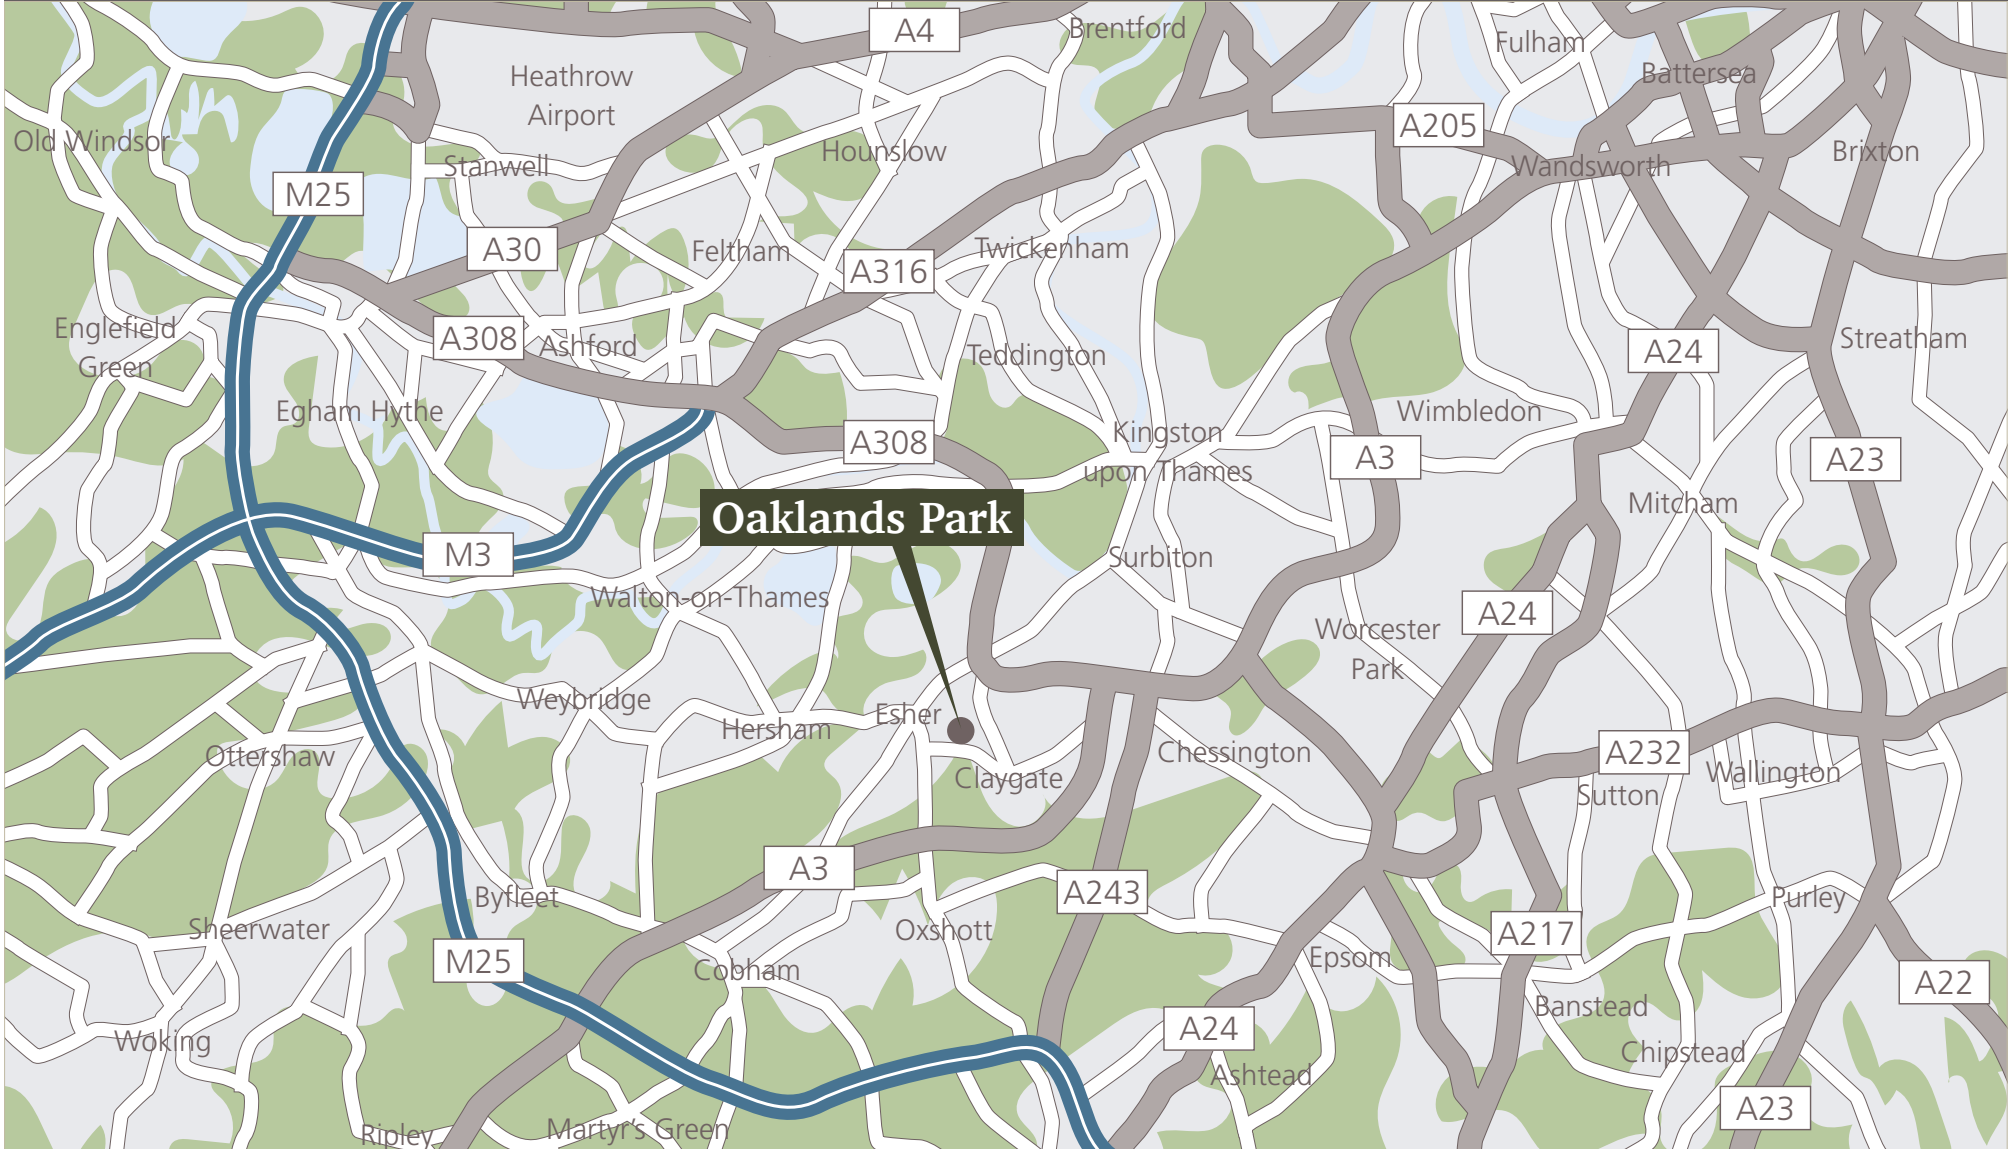 A4
Brentford
Fulham
Heathrow
Airport
Battersea
Old Windsor
A205
Stanwell
Hounslow
Wandsworth
Brixton
M25
A30
Feltham
A316
Twickenham
Englefield
Green
A308
Ashford
Teddington
A24
Streatham
Egham Hythe
A308
Kingston
upon Thames
Wimbledon
A3
A23
Oaklands Park
Mitcham
M3
Surbiton
Walton-on-Thames
A24
Worcester
Park
Weybridge
Hersham
Esher
Ottershaw
Claygate
Chessington
A232
Sutton
Wallington
A3
Byfleet
A243
Purley
Sheerwater
Oxshott
A217
M25
Cobham
Epsom
A22
Woking
A24
Banstead
Chipstead
Ashtead
A23
Ripley
Martyr's Green